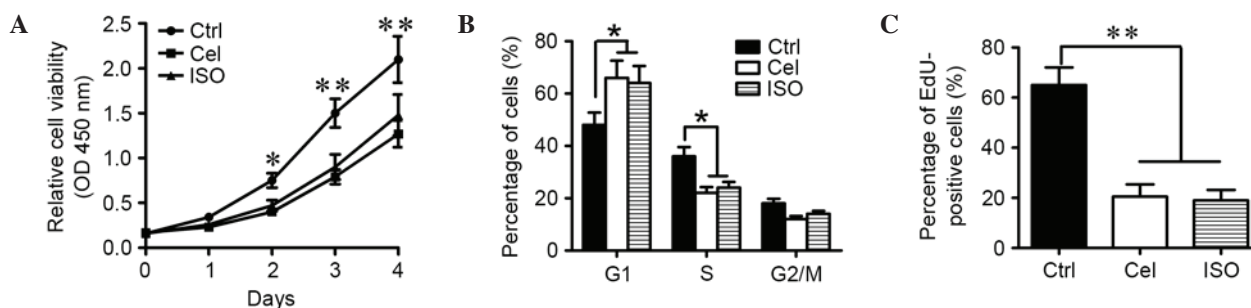 A
Relative cell viability
(OD 450 nm)
2.5
2.0
1.5
1.0
0.5
0.0
Ctrl
Cel
ISO
*
**
**
0 1 2 3 4
Days
B
Percentage of cells (%)
80
60
40
20
0
*
*
Ctrl
Cel
ISO
G1 S G2/M
C
Percentage of EdU-
positive cells (%)
80
60
40
20
0
**
Ctrl Cel ISO